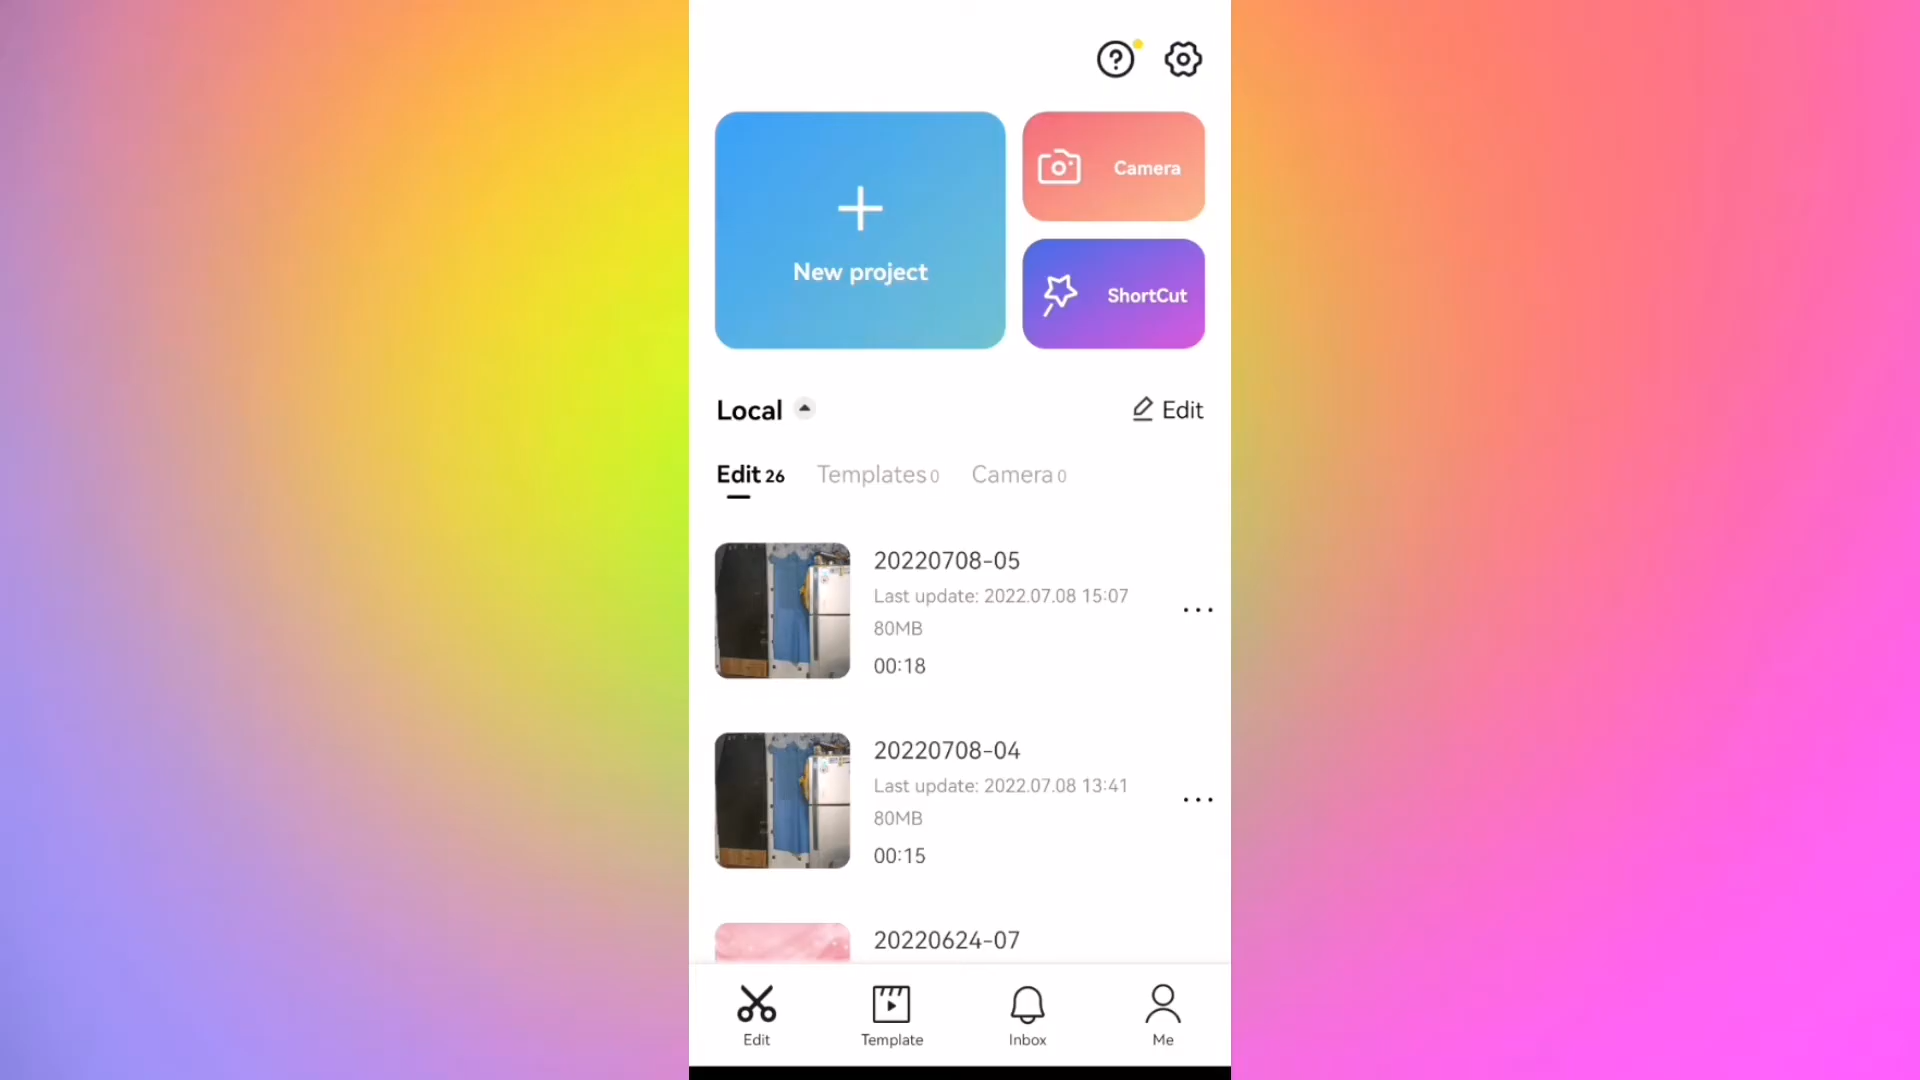 Camera
New project
ShortCut
Local
Edit
Edit 26
Templates 0
Camera 0
20220708-05
Last update: 2022.07.08 15:07
80MB
00:18
20220708-04
Last update: 2022.07.08 13:41
80MB
00:15
20220624-07
Edit
Template
Inbox
Me